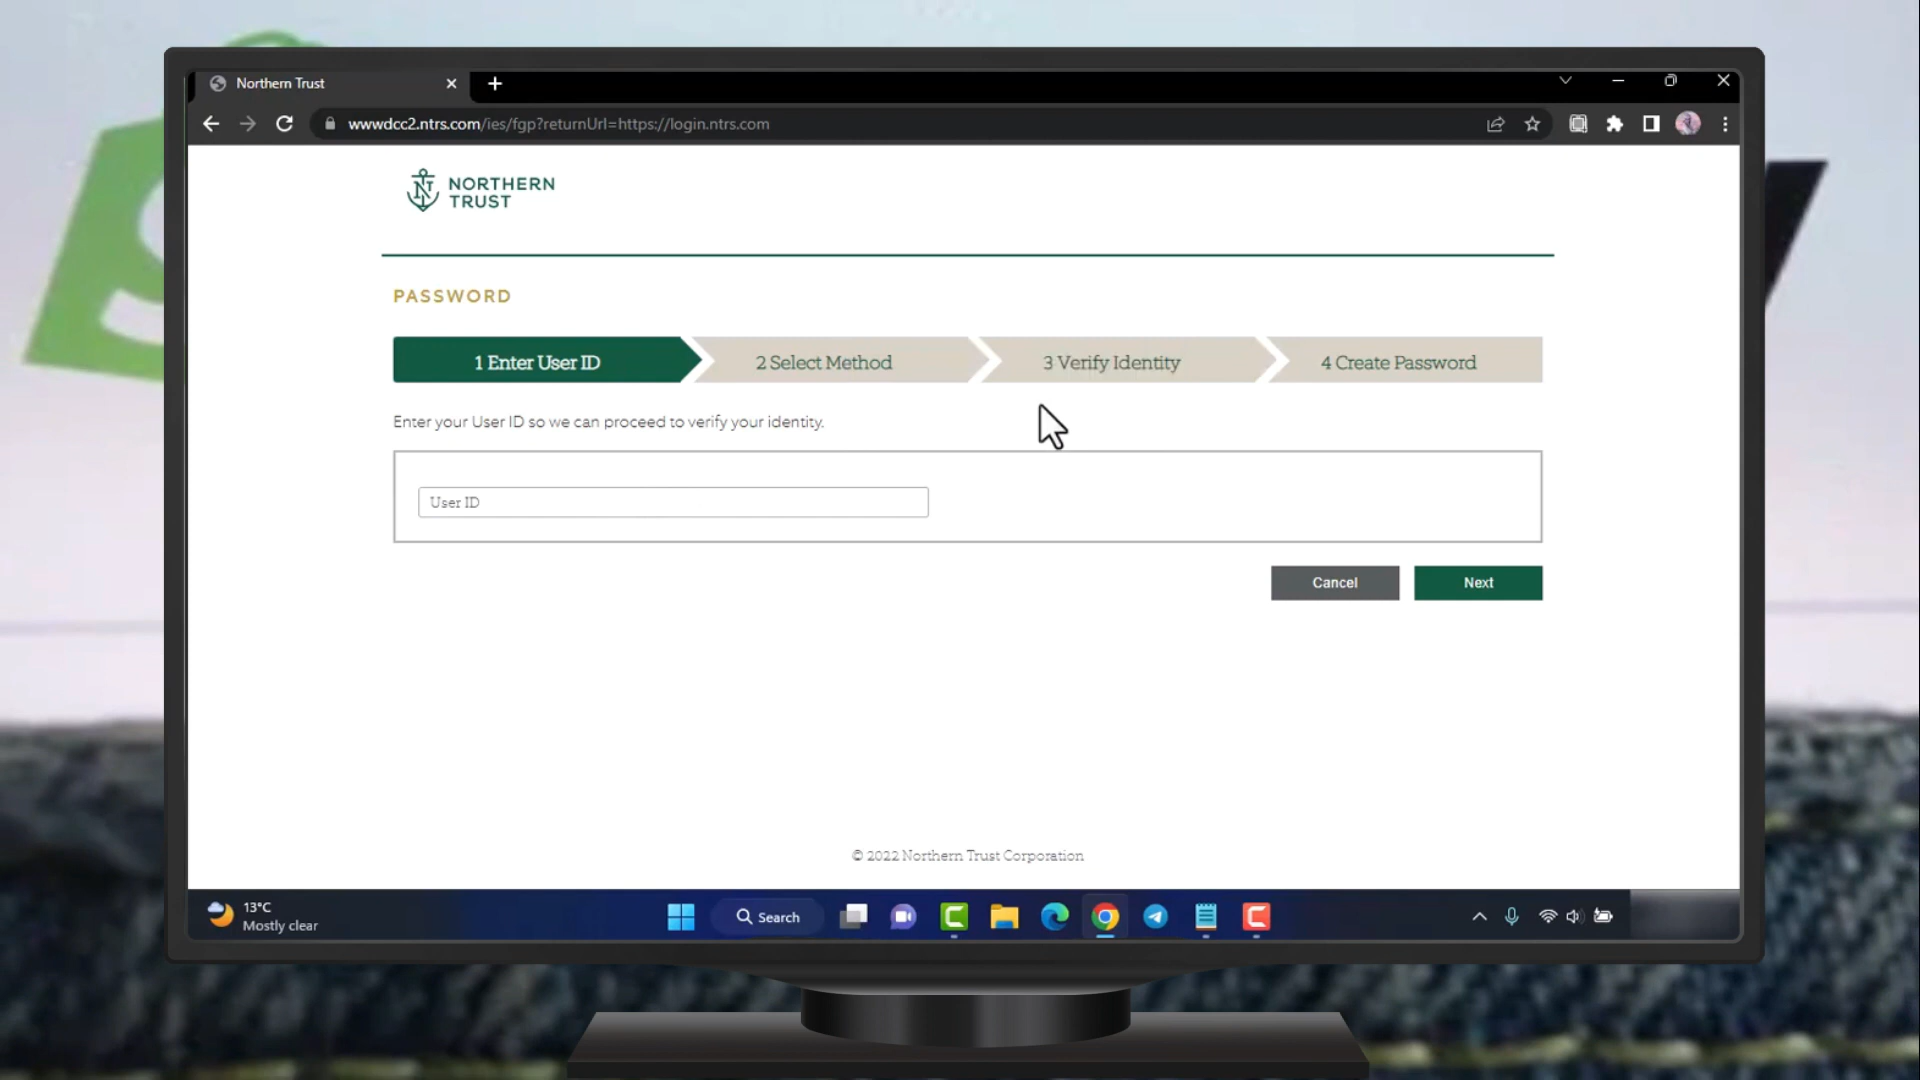 Northern Trust
wwwdcc2.ntrs.com/ies/fgp?returnUrl=https://login.ntrs.com
NORTHERN
TRUST
PASSWORD
1 Enter User ID
2 Select Method
3 Verify Identity
4 Create Password
Enter your User ID so we can proceed to verify your identity.
User ID
Cancel
Next
© 2022 Northern Trust Corporation
13°C
Mostly clear
Search